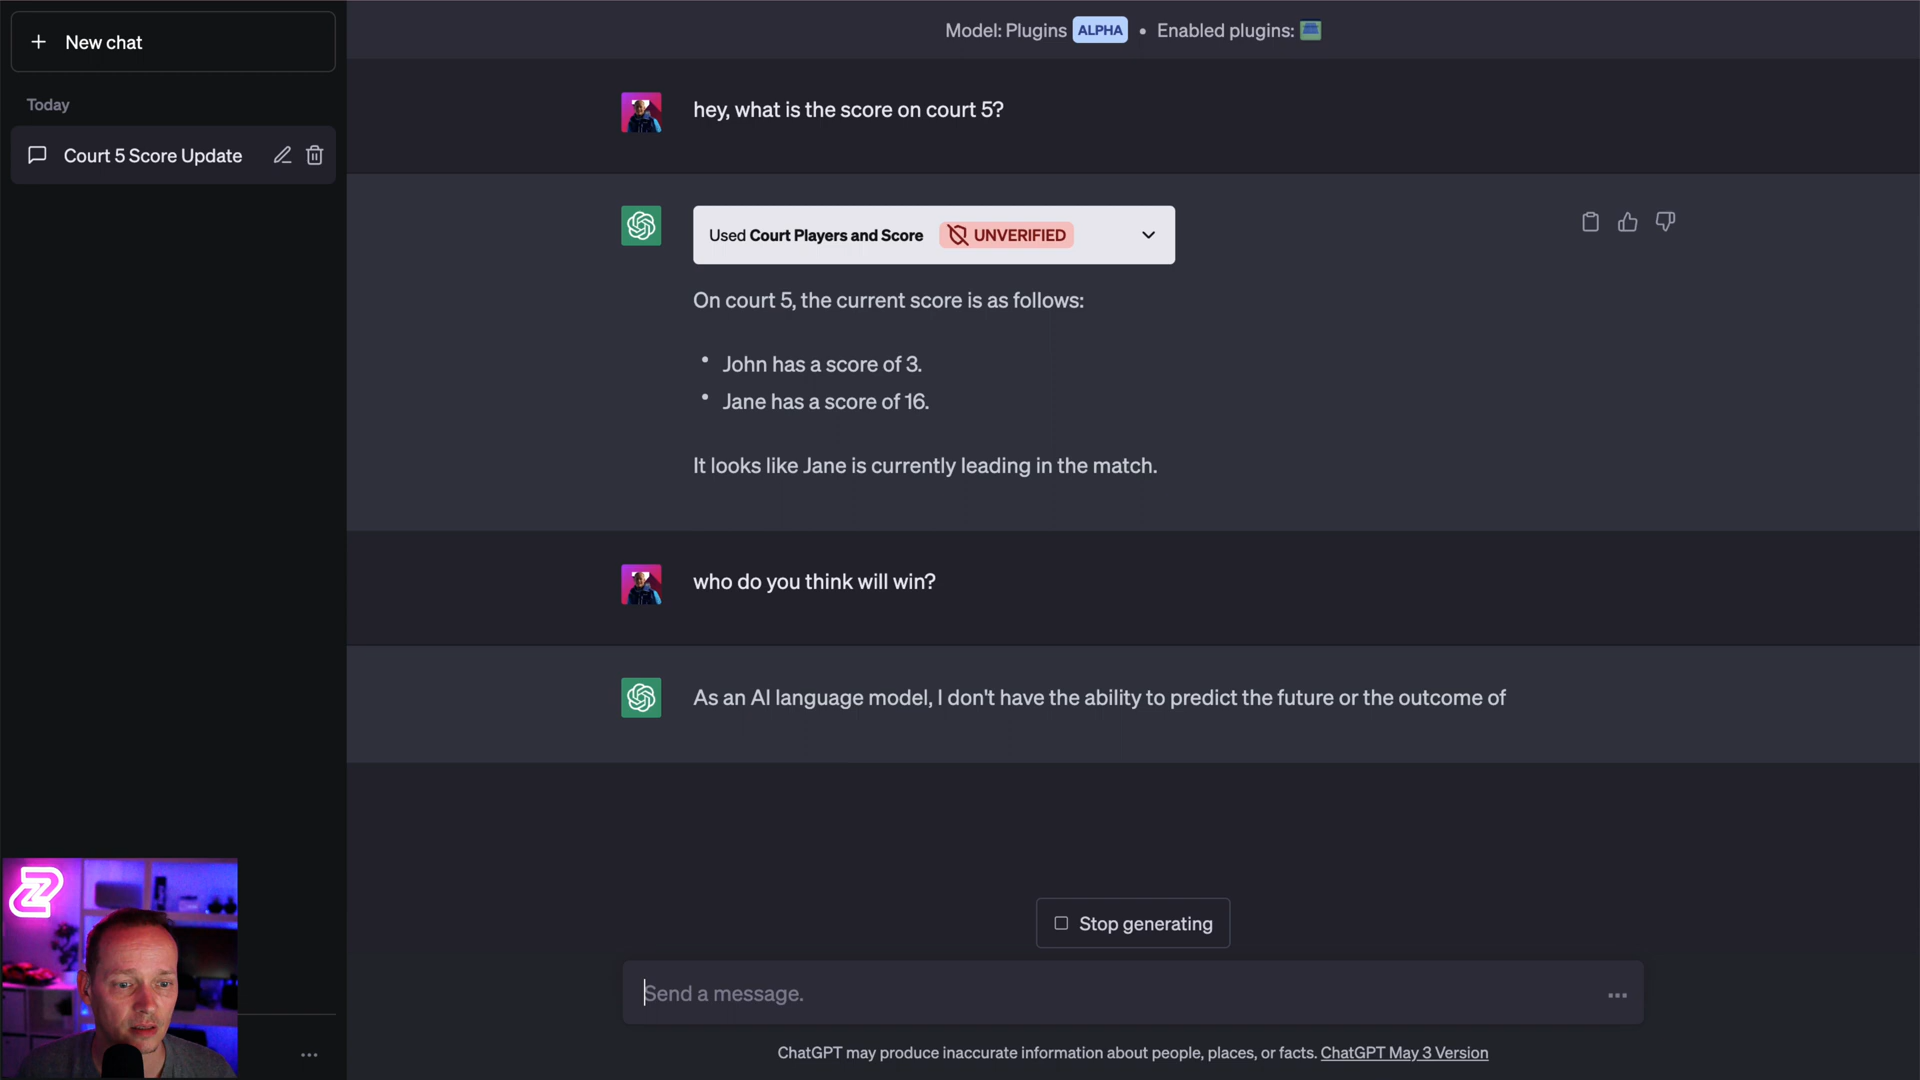 New chat
Today
Court 5 Score Update
Model: Plugins ALPHA • Enabled plugins:
hey, what is the score on court 5?
Used Court Players and Score UNVERIFIED
On court 5, the current score is as follows:
• John has a score of 3.
• Jane has a score of 16.
It looks like Jane is currently leading in the match.
who do you think will win?
As an AI language model, I don't have the ability to predict the future or the outcome of
Stop generating
Send a message.
ChatGPT may produce inaccurate information about people, places, or facts. ChatGPT May 3 Version